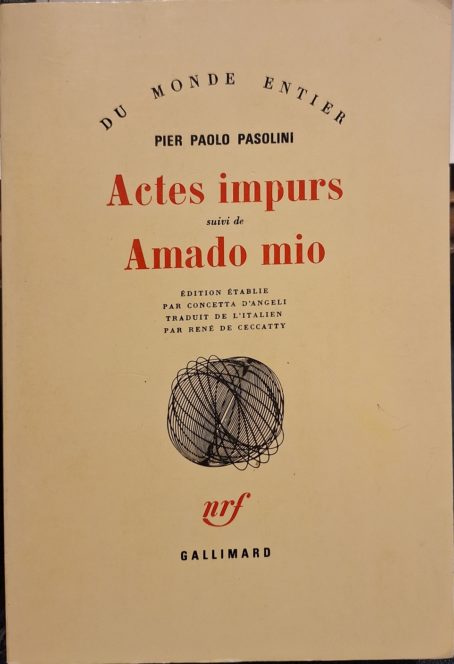 DU MONDE ENTIER
PIER PAOLO PASOLINI
Actes impurs
suivi de
Amado mio
ÉDITION ÉTABLIE
PAR CONCETTA D'ANGELI
TRADUIT DE L'ITALIEN
PAR RENÉ DE CECCATTY
nrf
GALLIMARD